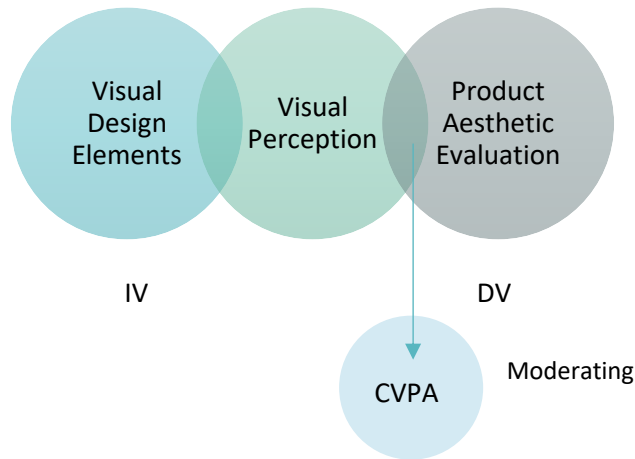 Visual
Design
Elements
Visual
Perception
Product
Aesthetic
Evaluation
IV
DV
CVPA
Moderating